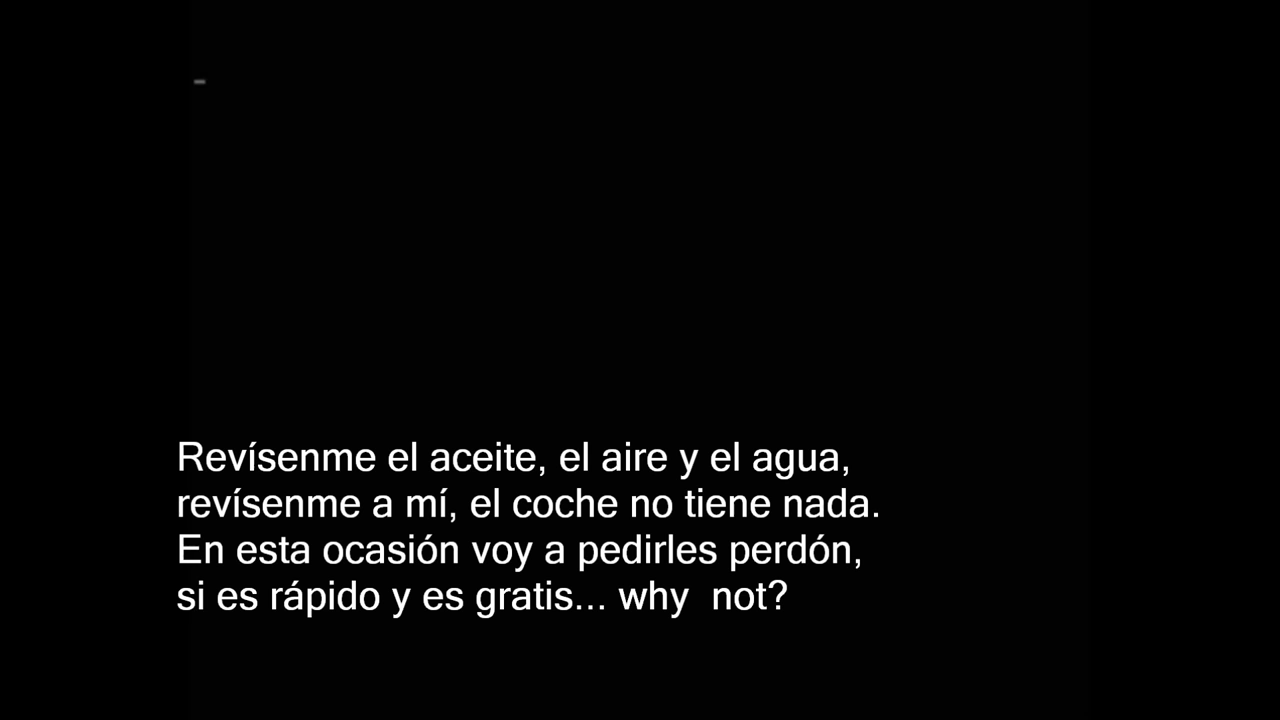 Revísenme el aceite, el aire y el agua,
revísenme a mí, el coche no tiene nada.
En esta ocasión voy a pedirles perdón,
si es rápido y es gratis... why  not?